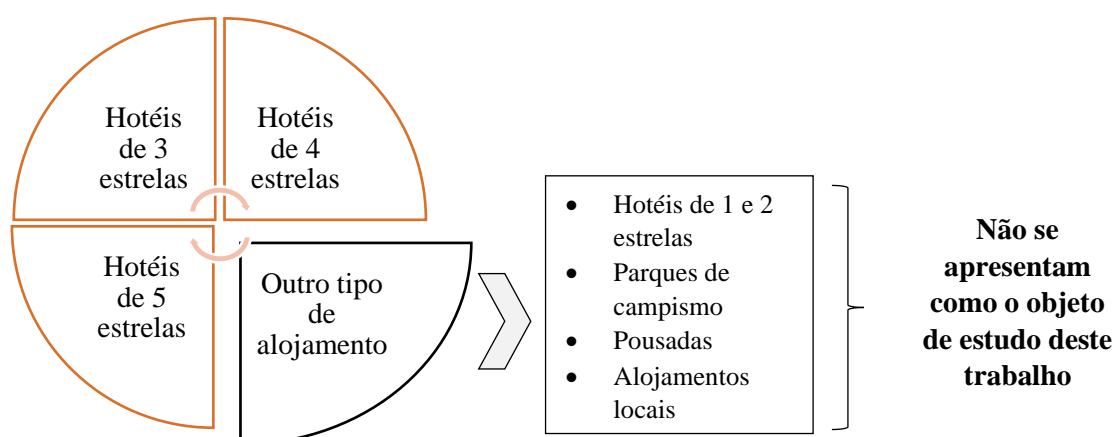 Hotéis
de 3
estrelas
Hotéis
de 4
estrelas
Hotéis
de 5
estrelas
Outro tipo
de
alojamento
• Hotéis de 1 e 2
estrelas
• Parques de
campismo
• Pousadas
• Alojamentos
locais
Não se
apresentam
como o objeto
de estudo deste
trabalho